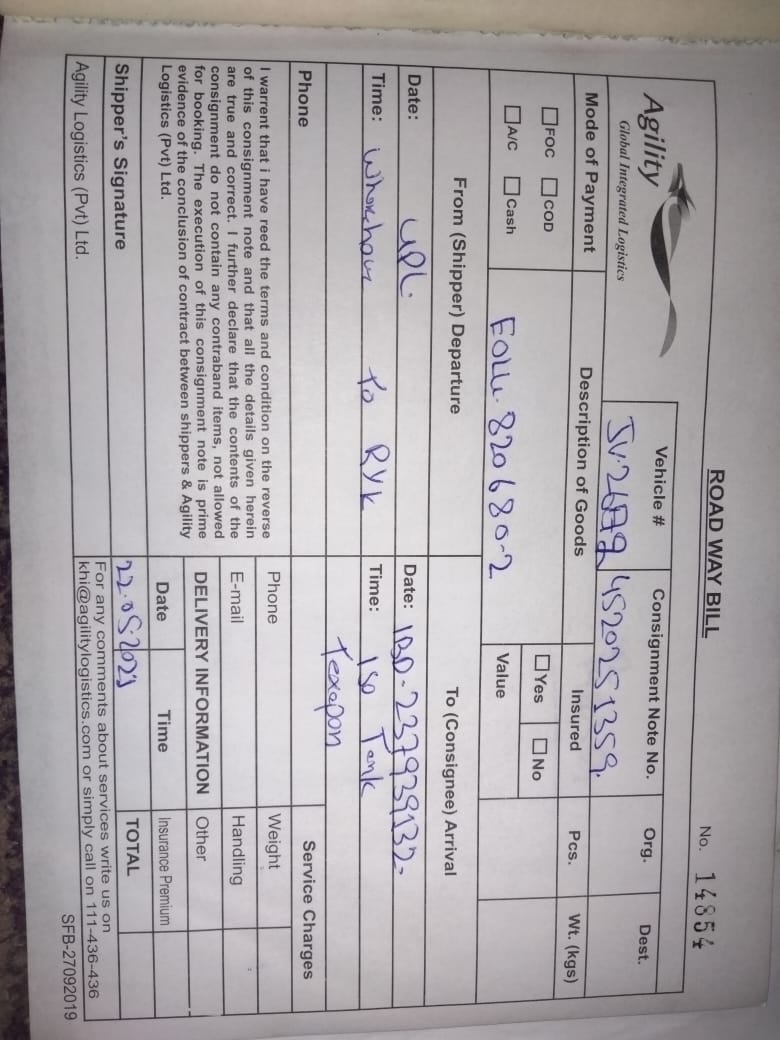 ROAD WAY BILL
No. 14854
Agility
Global Integrated Logistics
Vehicle # Consignment Note No. Org. Dest.
4520251359.
Mode of Payment Description of Goods Insured Pcs. Wt. (kgs)
FOC COD Yes No
A/C Cash EOLU. 820680-2 Value
From (Shipper) Departure To (Consignee) Arrival
Date: UPL. Date: IBD-237939132.
Time: to RYK Time: Iso Tank
Texapon
Phone Service Charges
I warrent that i have reed the terms and condition on the reverse
of this consignment note and that all the details given herein
are true and correct. I further declare that the contents of the
consignment do not contain any contraband items, not allowed
for booking. The execution of this consignment note is prime
evidence of the conclusion of contract between shippers & Agility
Logistics (Pvt) Ltd.
Phone Weight
E-mail Handling
DELIVERY INFORMATION Other
Date Time Insurance Premium
22.05.2021 TOTAL
Shipper's Signature
For any comments about services write us on
khi@agilitylogistics.com or simply call on 111-436-436
Agility Logistics (Pvt) Ltd.
SFB-27092019